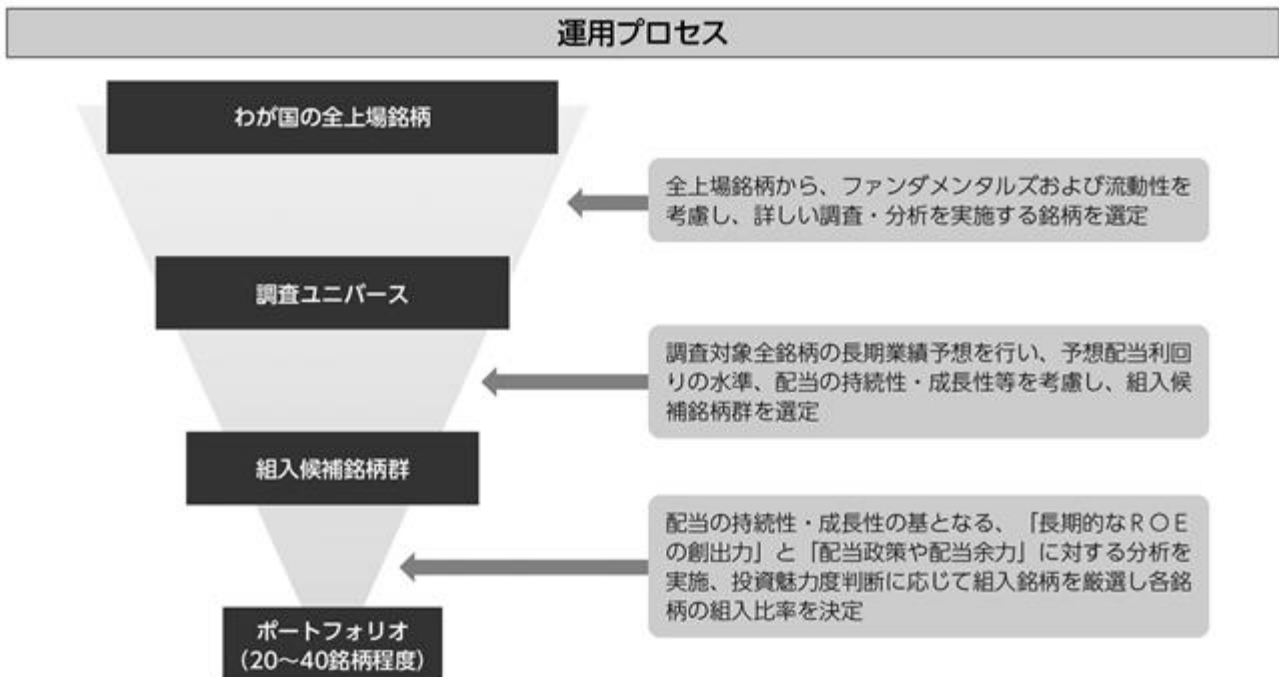 運用プロセス
わが国の全上場銘柄
全上場銘柄から、ファンダメンタルズおよび流動性を
考慮し、詳しい調査・分析を実施する銘柄を選定
調査ユニバース
調査対象全銘柄の長期業績予想を行い、予想配当利回
りの水準、配当の持続性・成長性等を考慮し、組入候
補銘柄群を選定
組入候補銘柄群
配当の持続性・成長性の基となる、「長期的なＲＯＥ
の創出力」と「配当政策や配当余力」に対する分析を
実施、投資魅力度判断に応じて組入銘柄を厳選し各銘
柄の組入比率を決定
ポートフォリオ
(20～40銘柄程度)